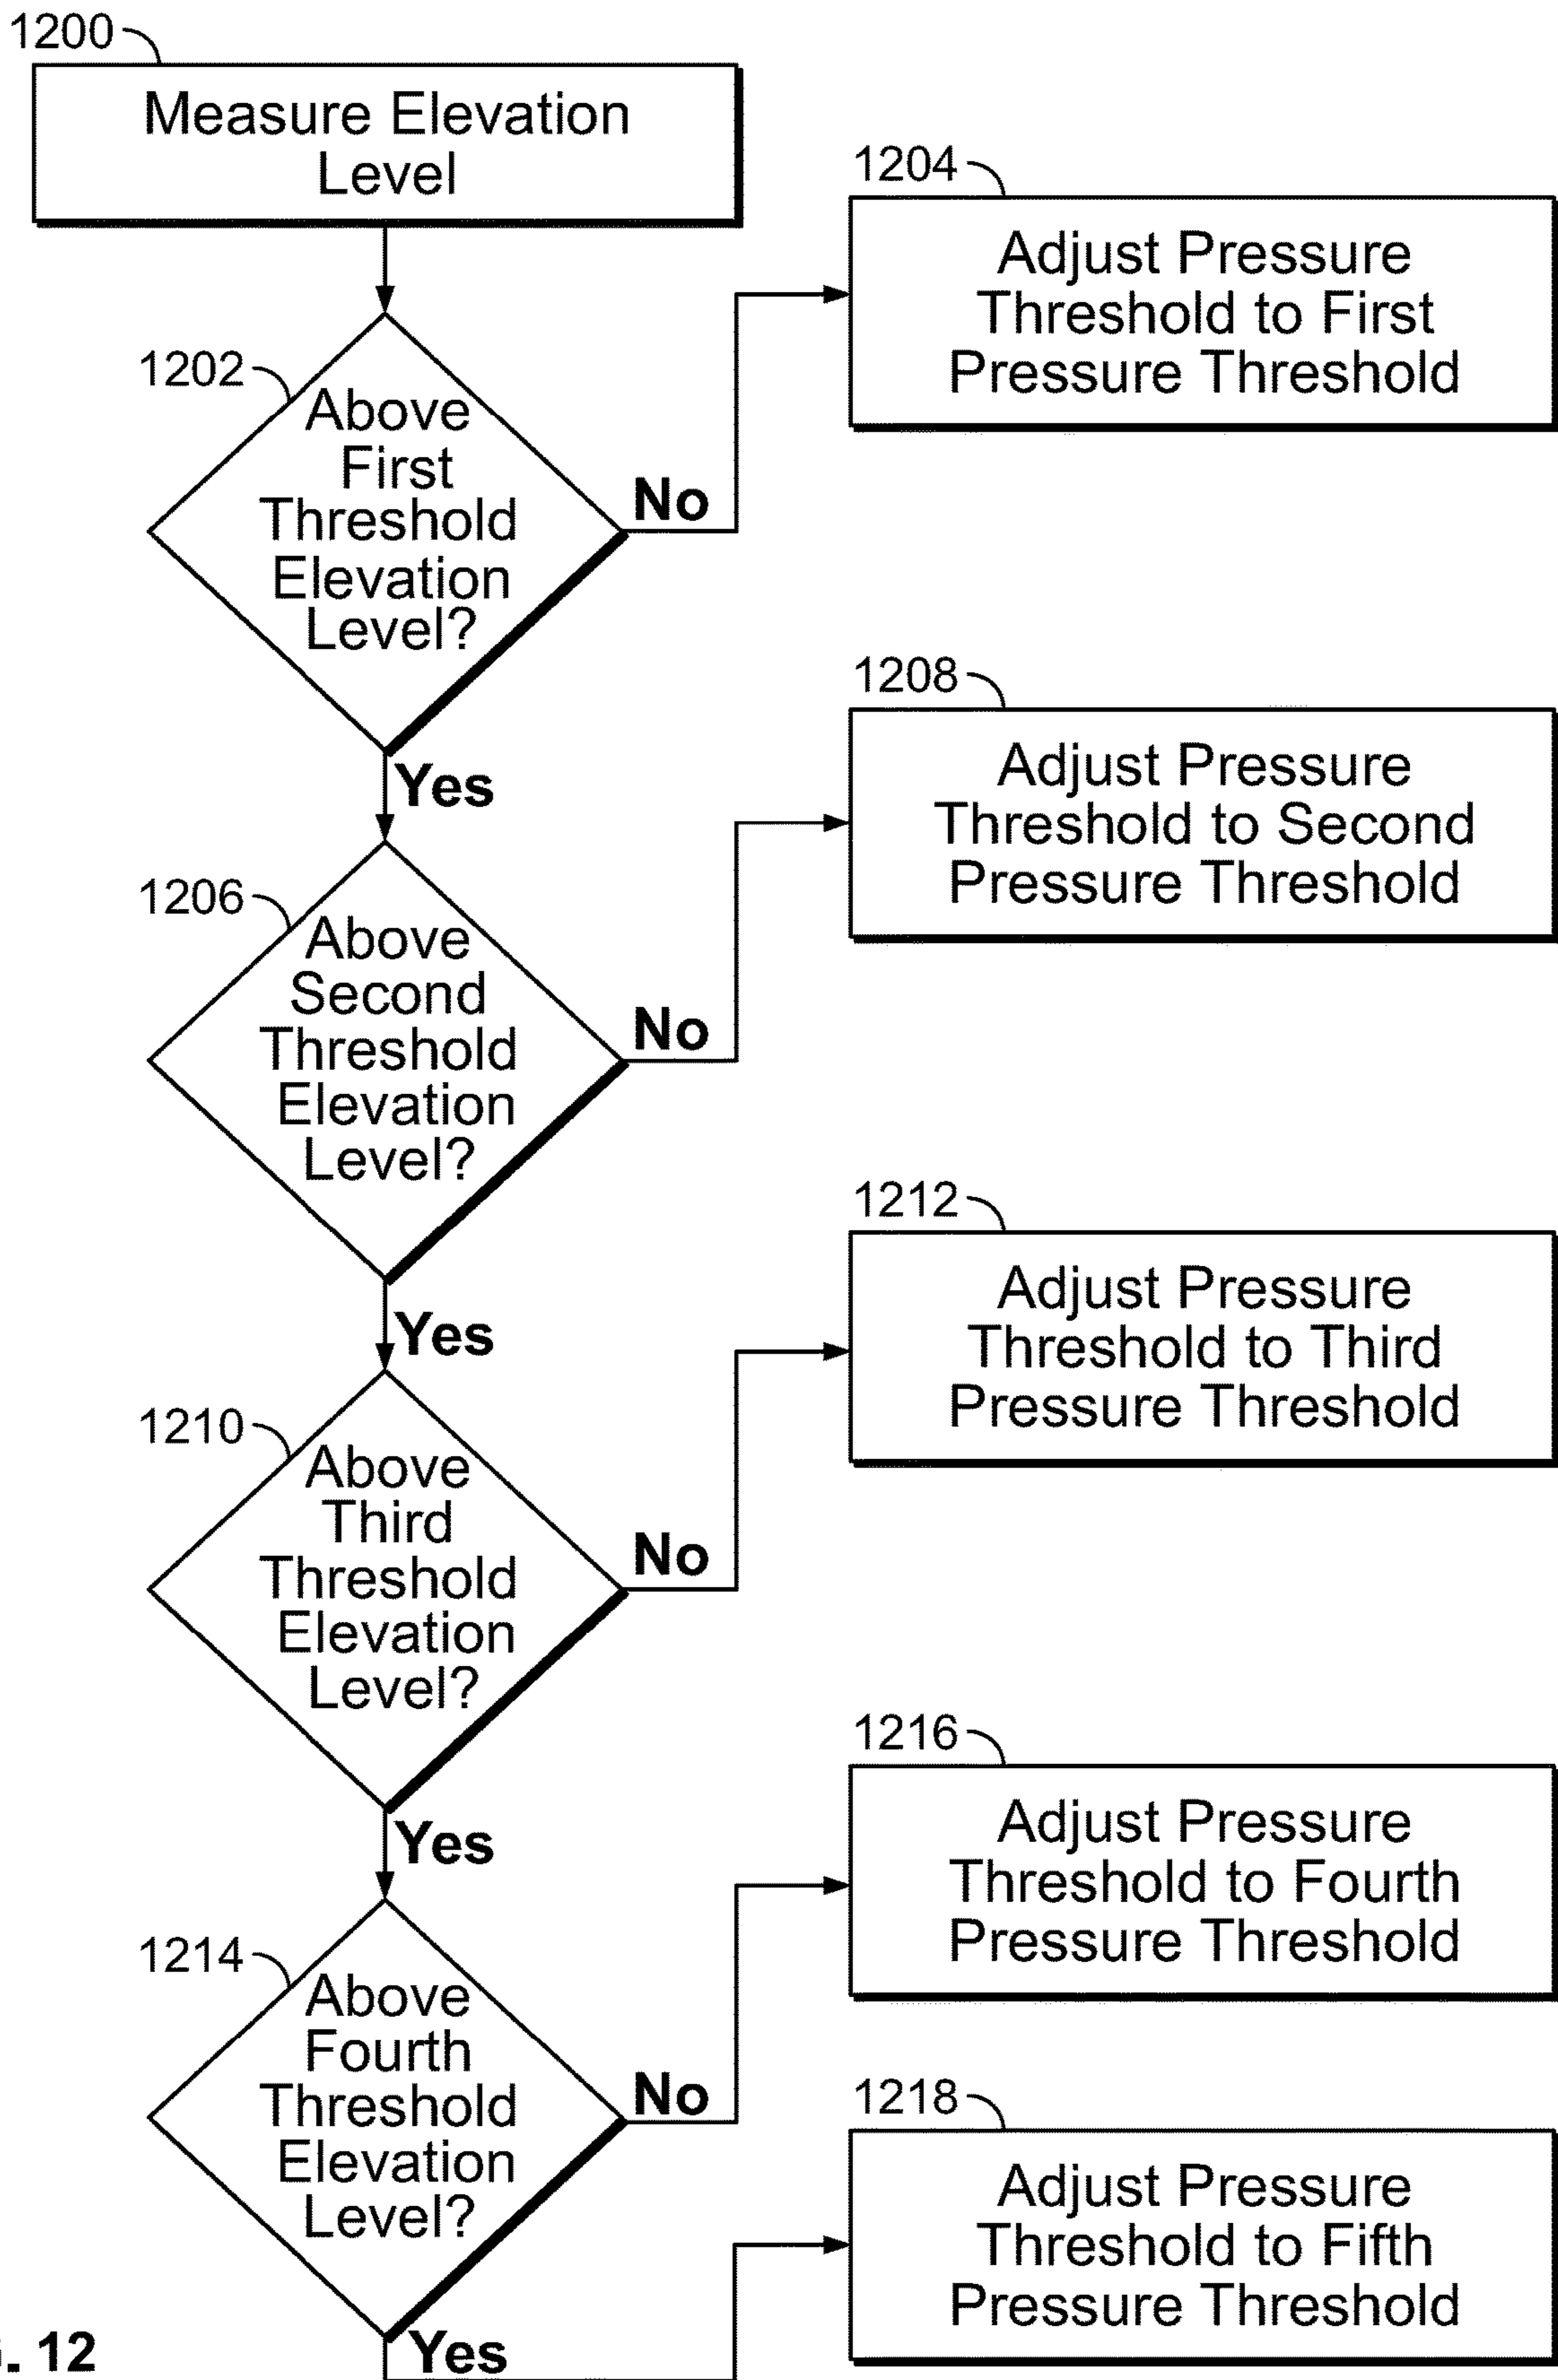 1200
Measure Elevation
Level
1202
Above
First
Threshold
Elevation
Level?
No
1204
Adjust Pressure
Threshold to First
Pressure Threshold
Yes
1206
Above
Second
Threshold
Elevation
Level?
No
1208
Adjust Pressure
Threshold to Second
Pressure Threshold
Yes
1210
Above
Third
Threshold
Elevation
Level?
No
1212
Adjust Pressure
Threshold to Third
Pressure Threshold
Yes
1214
Above
Fourth
Threshold
Elevation
Level?
No
1216
Adjust Pressure
Threshold to Fourth
Pressure Threshold
Yes
1218
Adjust Pressure
Threshold to Fifth
Pressure Threshold
. 12